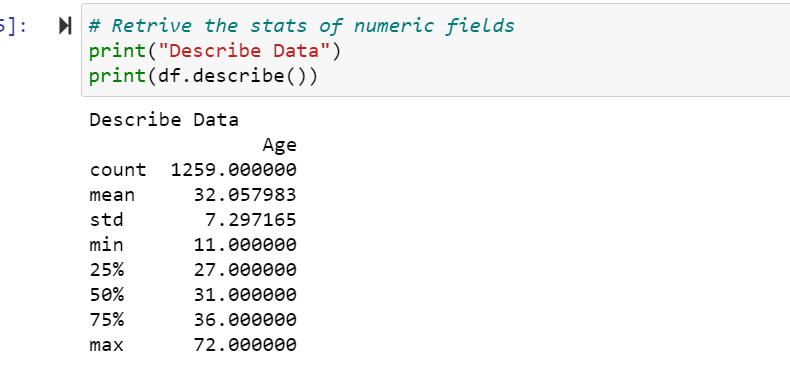 5]:
# Retrive the stats of numeric fields
print("Describe Data")
print(df.describe())
Describe Data
Age
count 1259.000000
mean 32.057983
std 7.297165
min 11.000000
25% 27.000000
50% 31.000000
75% 36.000000
max 72.000000